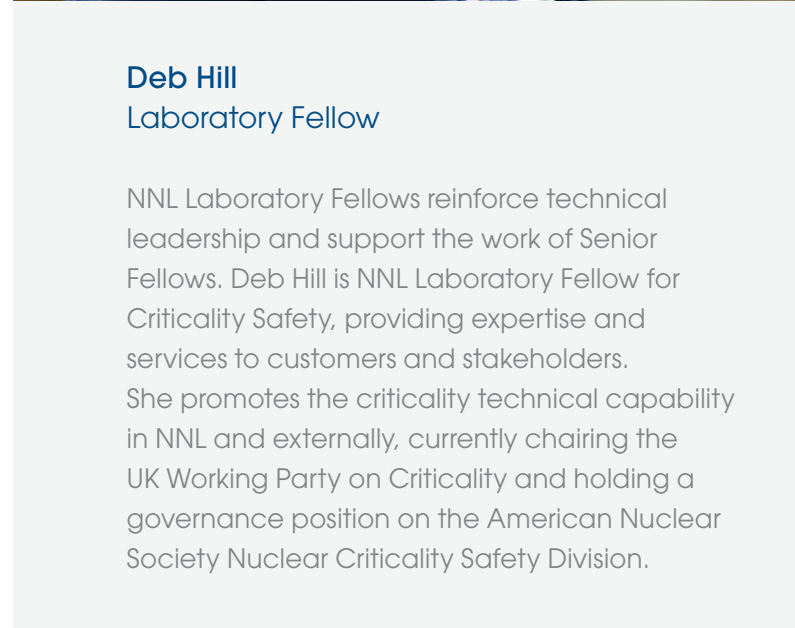 Deb Hill
Laboratory Fellow
NNL Laboratory Fellows reinforce technical
leadership and support the work of Senior
Fellows. Deb Hill is NNL Laboratory Fellow for
Criticality Safety, providing expertise and
services to customers and stakeholders.
She promotes the criticality technical capability
in NNL and externally, currently chairing the
UK Working Party on Criticality and holding a
governance position on the American Nuclear
Society Nuclear Criticality Safety Division.